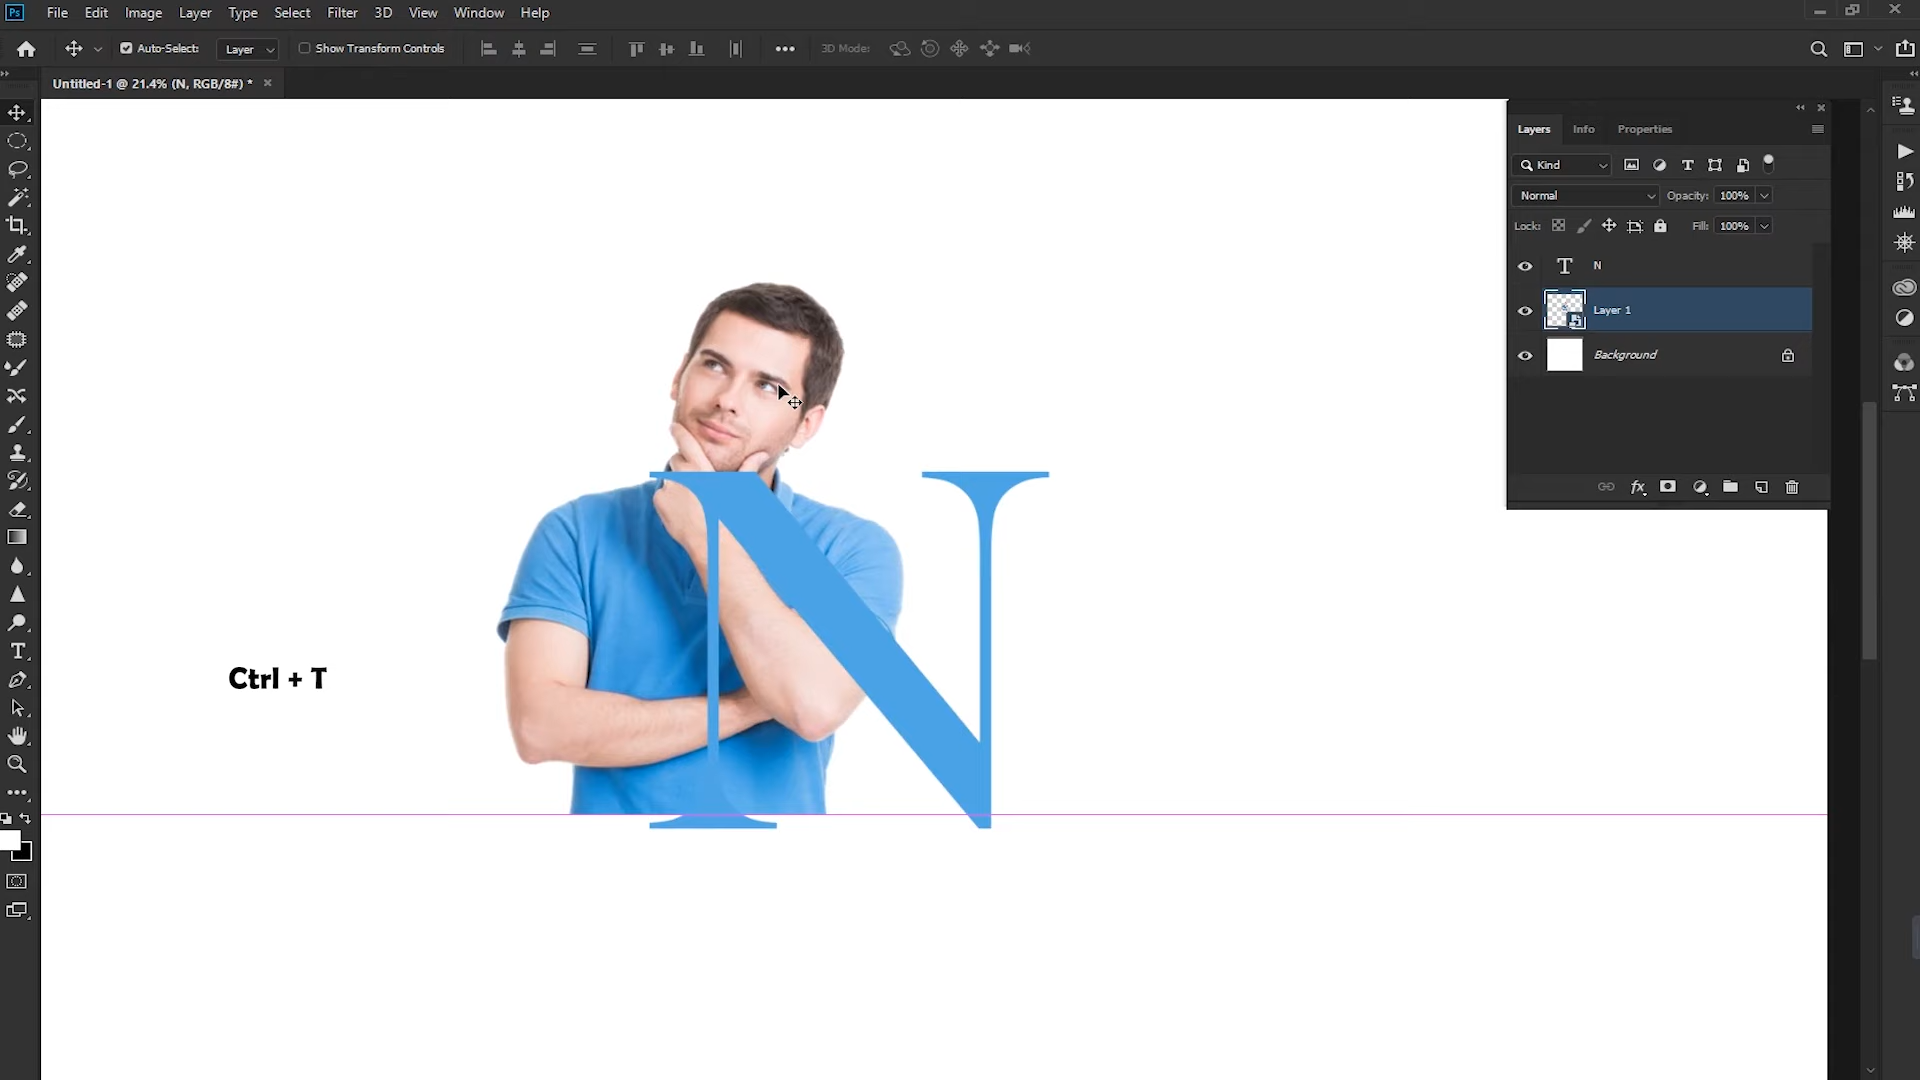 Ps File Edit Image Layer Type Select Filter 3D View Window Help
Auto-Select: Layer Show Transform Controls 3D Mode:
Untitled-1 @ 21.4% (N, RGB/8#) *
Layers Info Properties
Kind T
Normal Opacity: 100%
Lock: Fill: 100%
T N
Layer 1
Background
fx
N
Ctrl + T
T